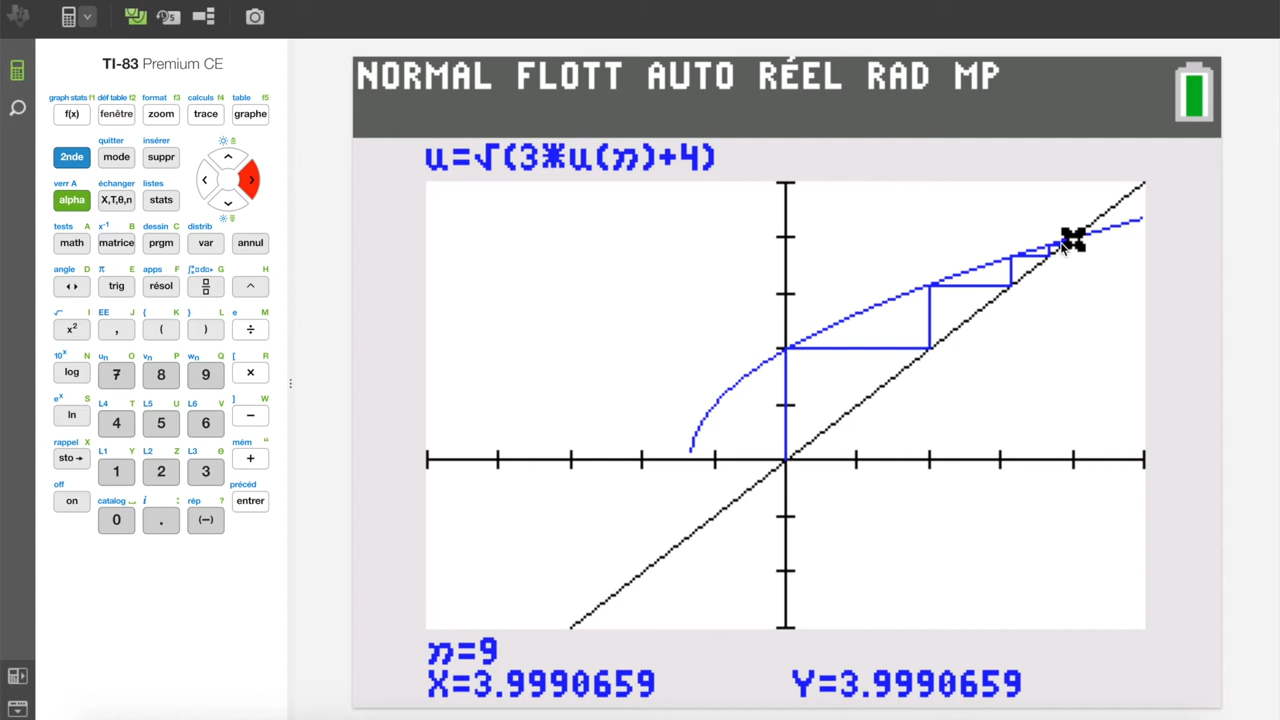 TI-83 Premium CE
NORMAL FLOTT AUTO RÉEL RAD MP
u=√(3*u(n)+4)
n=9
X=3.9990659 Y=3.9990659
graph stats f1 déf table f2 format f3 calculs f4 table f5
f(x) fenêtre zoom trace graphe
quitter insérer
2nde mode suppr
verr A échanger listes
alpha X,T,θ,n stats
tests A matrice B dessin C distrib
math matrice prgm var annul
angle D π E apps F G H
trig résol ^
√ I EE J { K } L e M
x² , ( ) ÷
10ˣ N uₙ O vₙ P wₙ Q [ R
log 7 8 9 ×
eˣ S L4 T L5 U L6 V ] W
ln 4 5 6 −
rappel X L1 Y L2 Z L3 θ mém "
sto→ 1 2 3 +
off catalog i : rép ? précéd
on 0 . (−) entrer